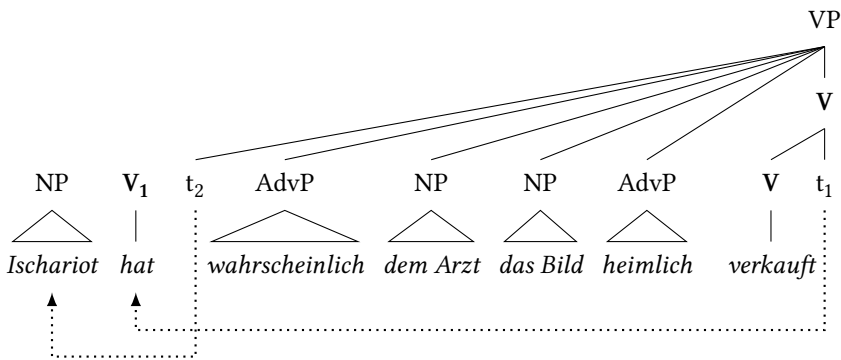 VP
V
NP V₁ t₂ AdvP NP NP AdvP V t₁
Ischariot hat wahrscheinlich dem Arzt das Bild heimlich verkauft